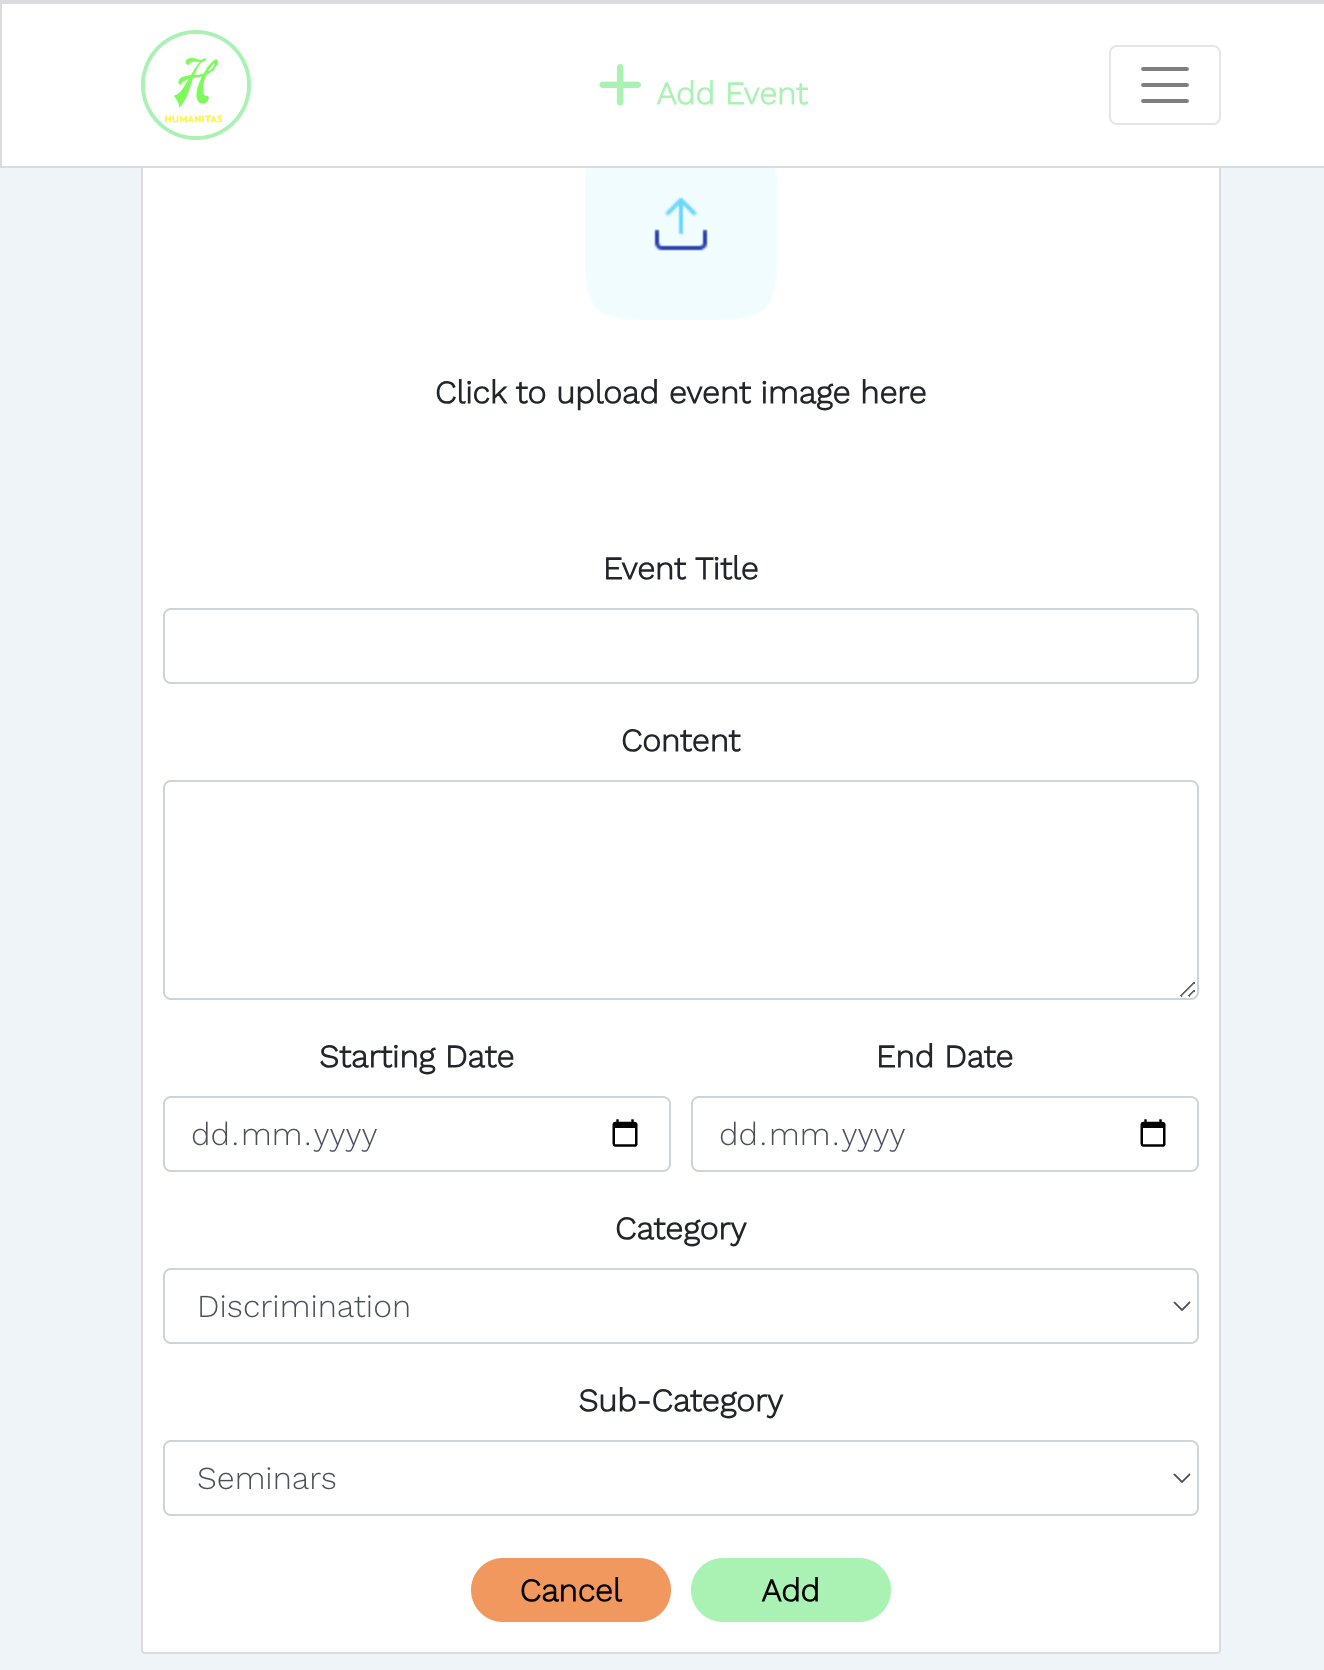 H
HUMANITAS
Add Event
Click to upload event image here
Event Title
Content
Starting Date
End Date
dd.mm.yyyy
dd.mm.yyyy
Category
Discrimination
Sub-Category
Seminars
Cancel
Add